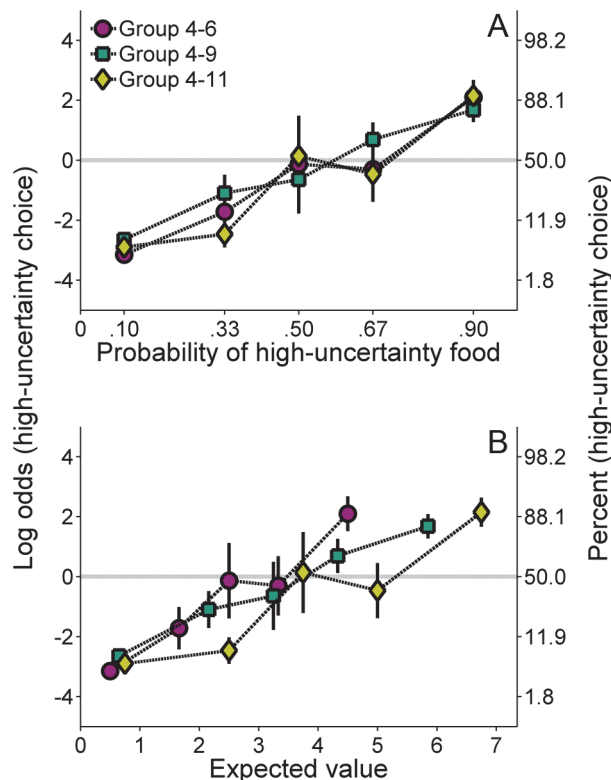 A
Group 4-6
Group 4-9
Group 4-11
4
2
0
-2
-4
98.2
88.1
50.0
11.9
1.8
0 .10 .33 .50 .67 .90
Probability of high-uncertainty food
Log odds (high-uncertainty choice)
Percent (high-uncertainty choice)
B
4
2
0
-2
-4
98.2
88.1
50.0
11.9
1.8
0 1 2 3 4 5 6 7
Expected value